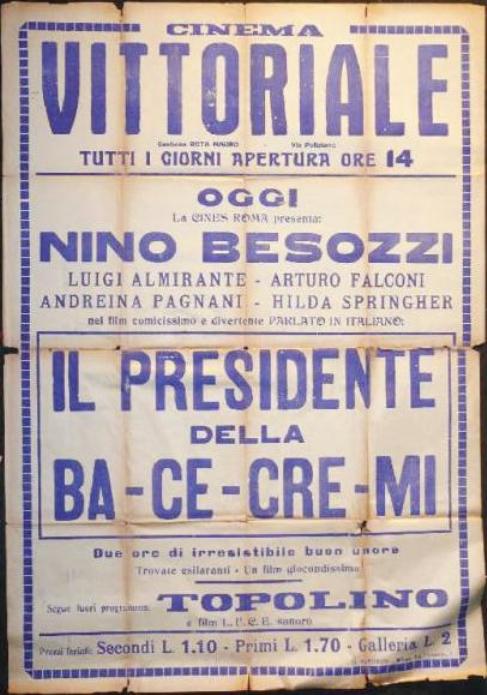 CINEMA
VITTORIALE
Gestione ROTA MAURO - Via Poliziano
TUTTI I GIORNI APERTURA ORE 14
OGGI
La CINES ROMA presenta:
NINO BESOZZI
LUIGI ALMIRANTE - ARTURO FALCONI
ANDREINA PAGNANI - HILDA SPRINGHER
nel film comicissimo e divertente PARLATO IN ITALIANO:
IL PRESIDENTE
DELLA
BA-CE-CRE-MI
Due ore di irresistibile buon umore
Trovate esilaranti - Un film giocondissimo
Segue fuori programma: TOPOLINO
e film L.U.C.E. sonoro
Prezzi feriali: Secondi L. 1.10 - Primi L. 1.70 - Galleria L. 2